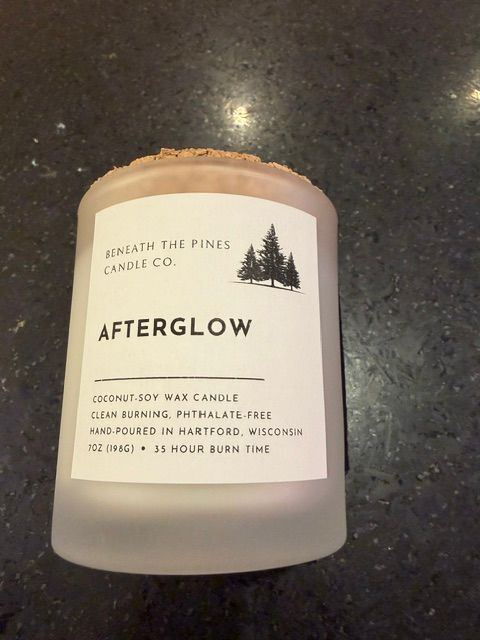 BENEATH THE PINES
CANDLE CO.
AFTERGLOW
COCONUT-SOY WAX CANDLE
CLEAN BURNING, PHTHALATE-FREE
HAND-POURED IN HARTFORD, WISCONSIN
7OZ (198G) • 35 HOUR BURN TIME